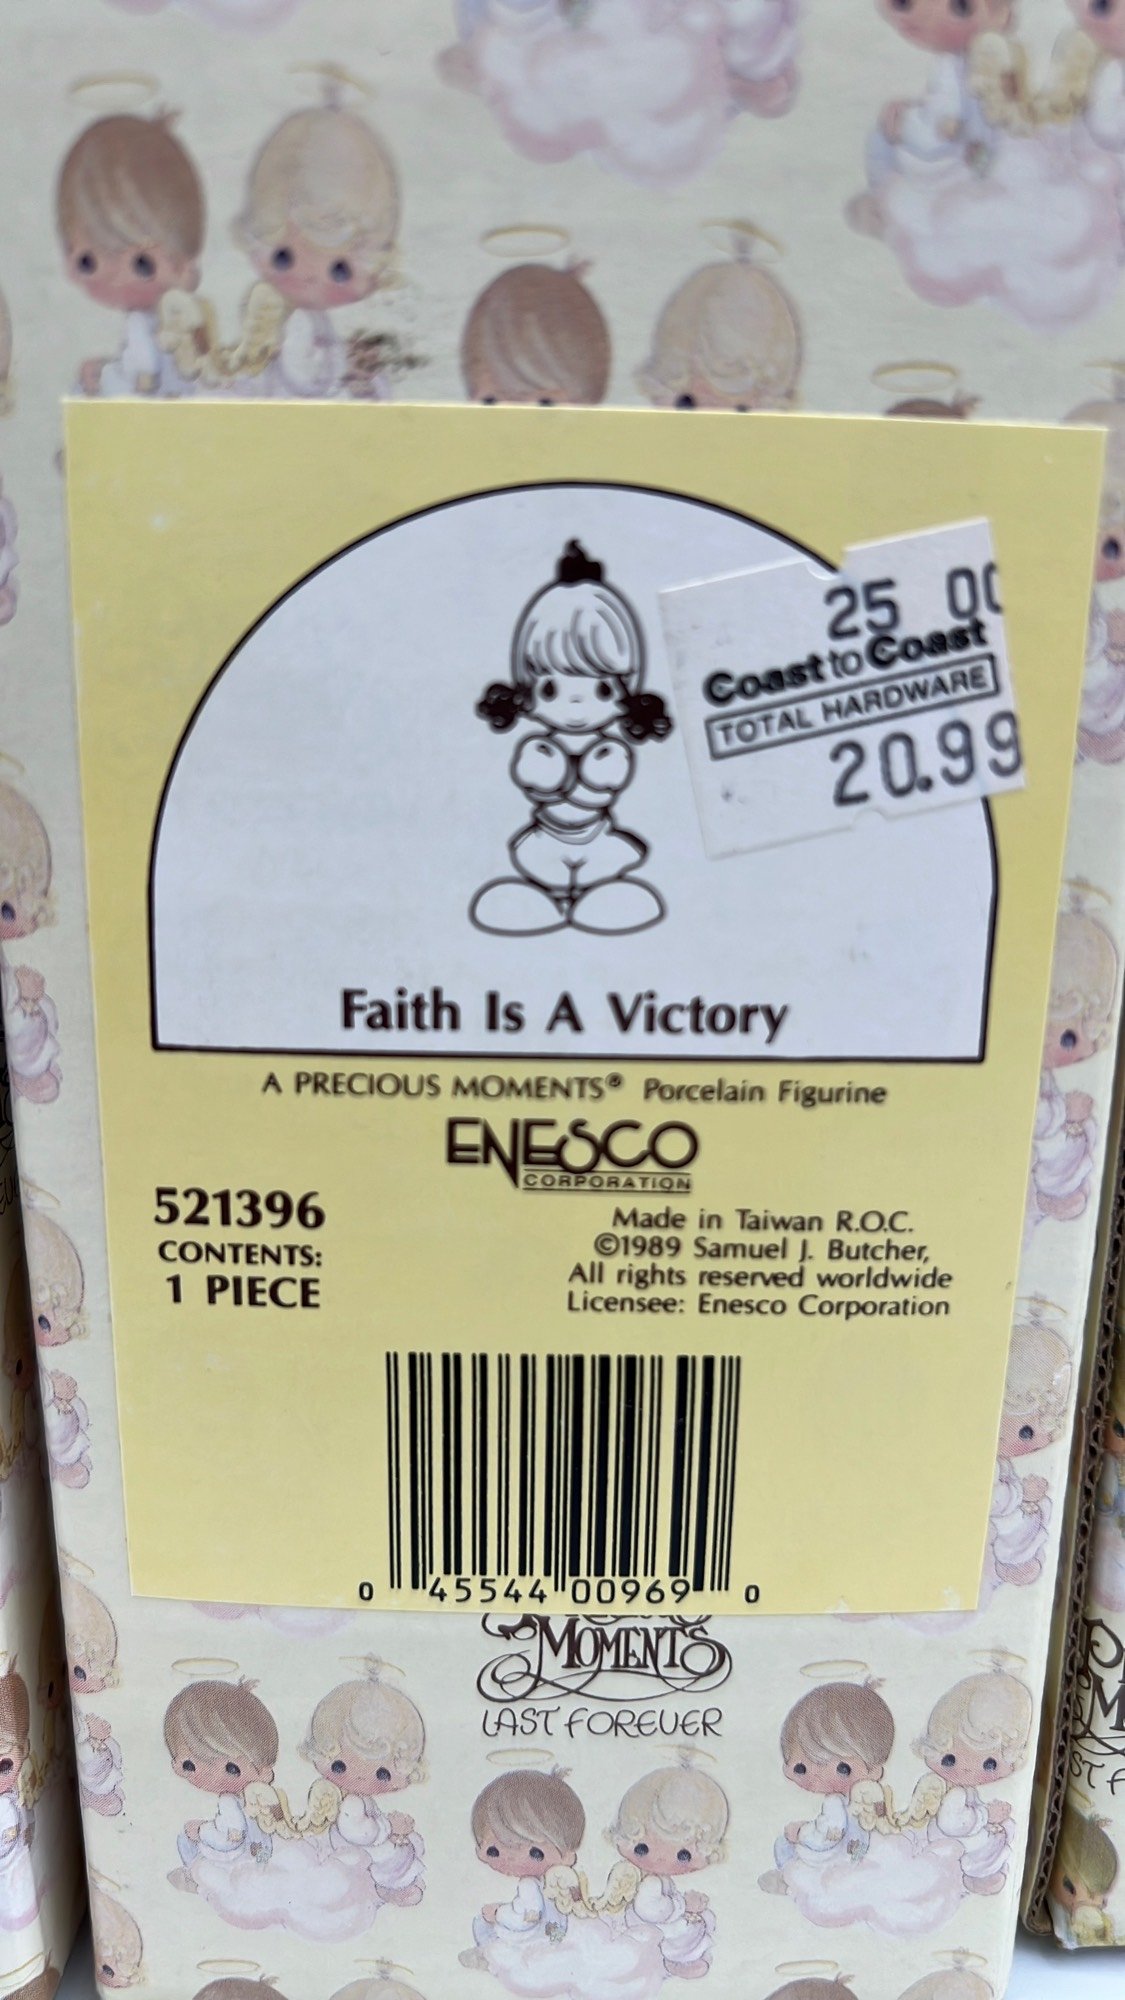 25 00
Coast to Coast
TOTAL HARDWARE
20.99
Faith Is A Victory
A PRECIOUS MOMENTS® Porcelain Figurine
ENESCO
CORPORATION
521396
CONTENTS:
1 PIECE
Made in Taiwan R.O.C.
©1989 Samuel J. Butcher,
All rights reserved worldwide
Licensee: Enesco Corporation
0 45544 00969 0
MOMENTS
LAST FOREVER